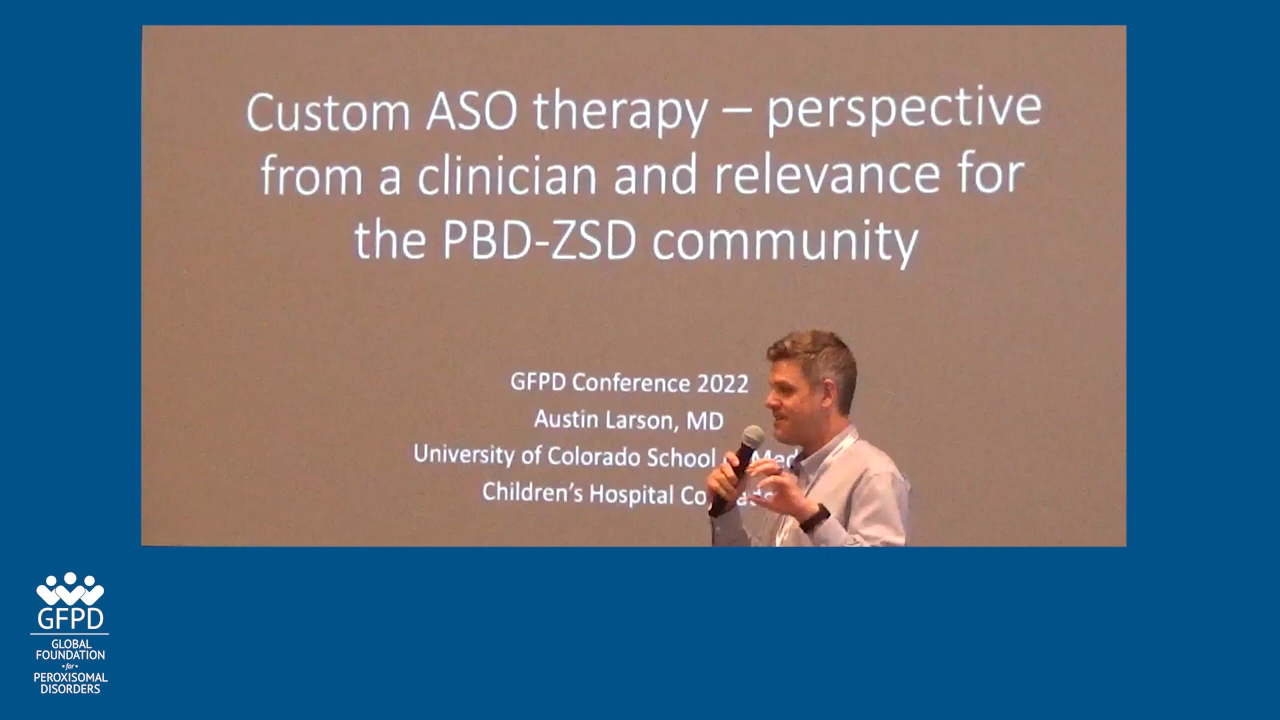 Custom ASO therapy – perspective
from a clinician and relevance for
the PBD-ZSD community
GFPD Conference 2022
Austin Larson, MD
University of Colorado School
Children's Hospital
GFPD
GLOBAL
FOUNDATION
• for •
PEROXISOMAL
DISORDERS